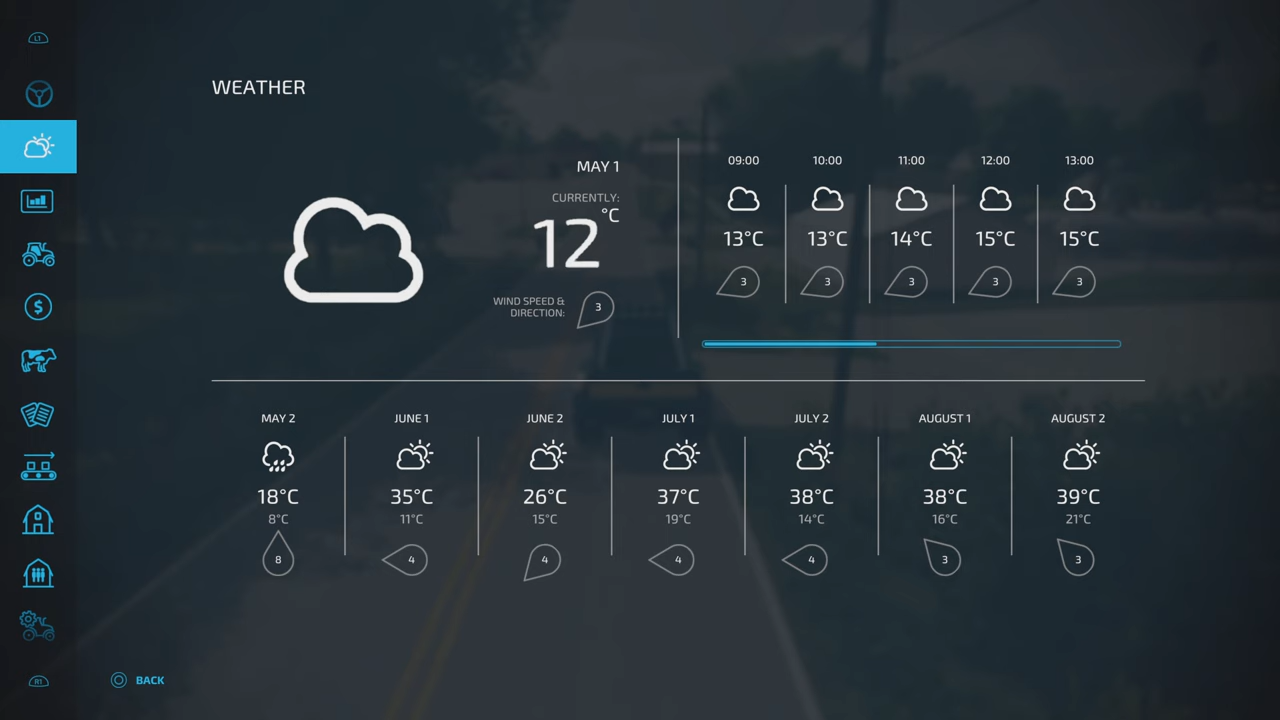 L1
WEATHER
MAY 1
CURRENTLY:
12 °C
WIND SPEED &
DIRECTION:
3
09:00 10:00 11:00 12:00 13:00
13°C 13°C 14°C 15°C 15°C
3 3 3 3 3
MAY 2 JUNE 1 JUNE 2 JULY 1 JULY 2 AUGUST 1 AUGUST 2
18°C 35°C 26°C 37°C 38°C 38°C 39°C
8°C 11°C 15°C 19°C 14°C 16°C 21°C
8 4 4 4 4 3 3
$
R1
BACK